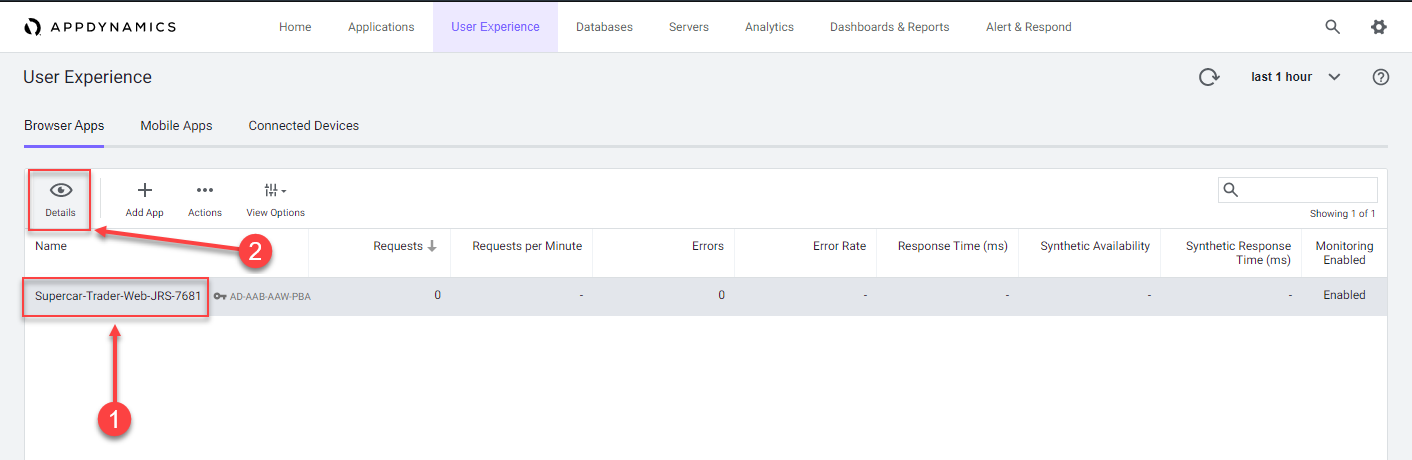 APPDYNAMICS Home Applications User Experience Databases Servers Analytics Dashboards & Reports Alert & Respond
User Experience last 1 hour
Browser Apps Mobile Apps Connected Devices
Details Add App Actions View Options
Showing 1 of 1
2
Name Requests Requests per Minute Errors Error Rate Response Time (ms) Synthetic Availability Synthetic Response Time (ms) Monitoring Enabled
Supercar-Trader-Web-JRS-7681 AD-AAB-AAW-PBA 0 - 0 - - - - Enabled
1